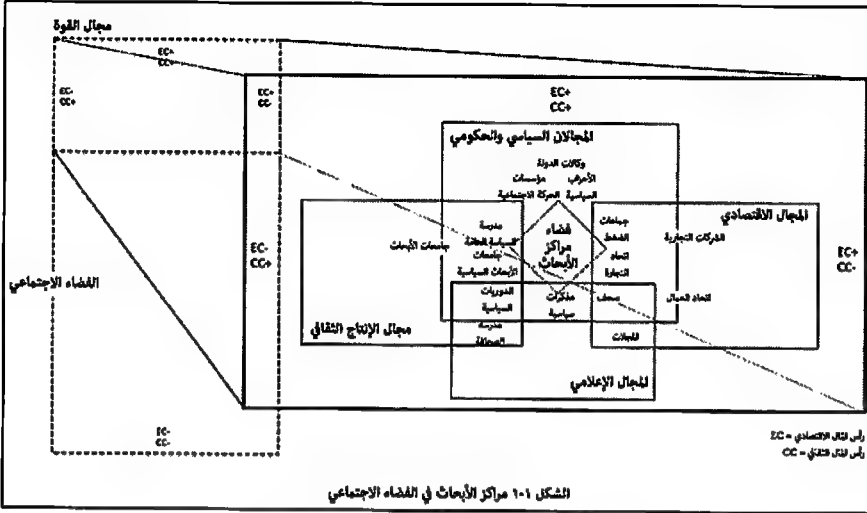 مجال القوة
EC-
CC+
EC-
CC+
EC+
CC-
EC+
CC+
المجالان السياسي والحكومي
وكالات الدولة
الأحزاب
مؤسسات
السياسية
الحركة الاجتماعية
المجال الاقتصادي
جماعات
الضغط
الشركات التجارية
اتحاد
التجارة
فضاء
مراكز
الأبحاث
مدرسة
السياسة العامة
جامعات الأبحاث
جامعات
الأبحاث السياسية
EC-
CC+
EC+
CC-
الفضاء الاجتماعي
الدوريات
السياسية
مذكرات
سياسية
صحف
اتحاد العمال
مدرسة
الصحافة
المجلات
مجال الإنتاج الثقافي
المجال الإعلامي
EC-
CC-
رأس المال الاقتصادي = EC
رأس المال الثقافي = CC
الشكل ١-١ مراكز الأبحاث في الفضاء الاجتماعي